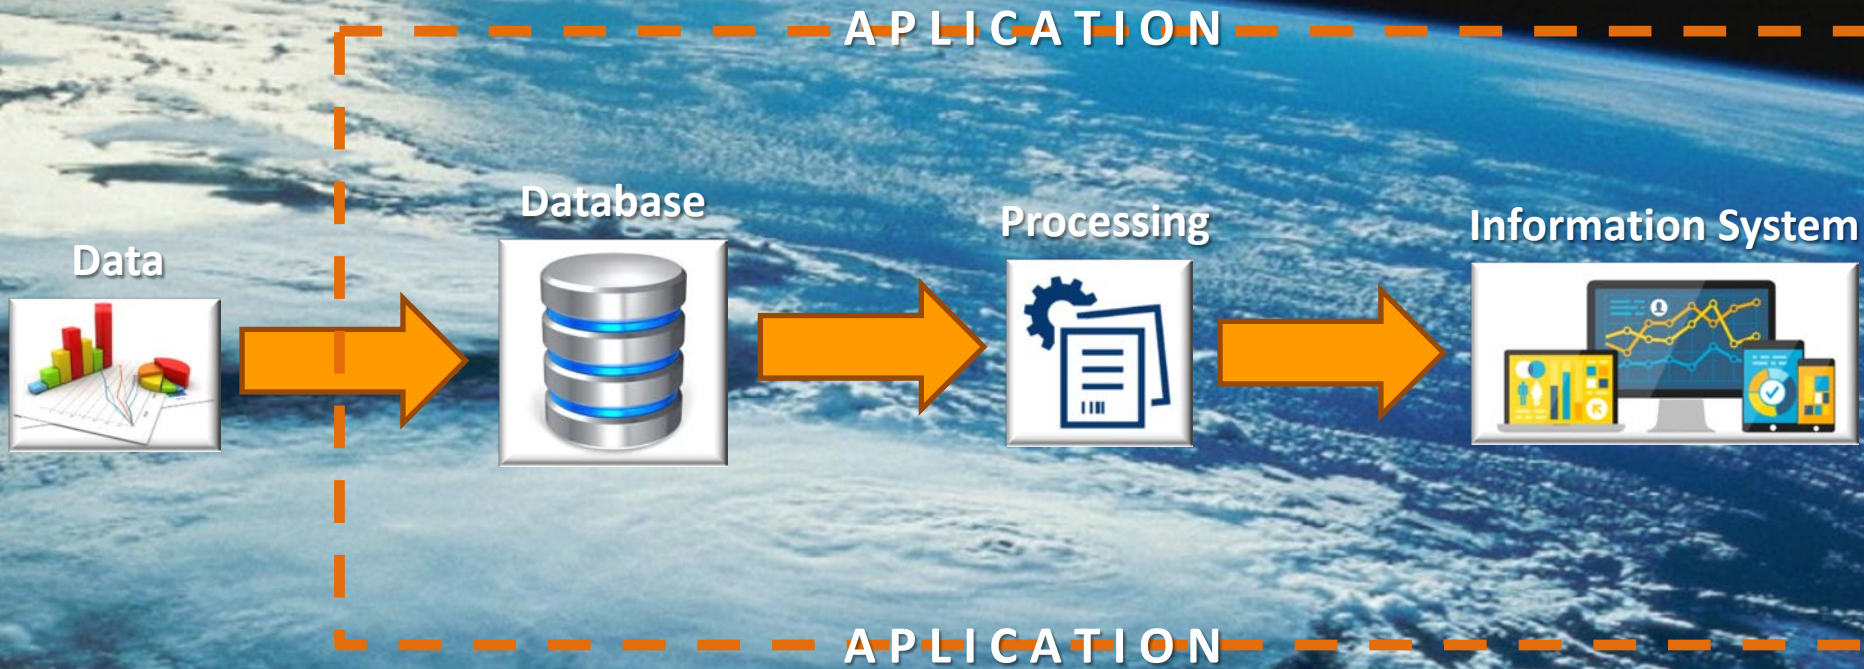 APLICATION
Database
Processing
Information System
Data
APLICATION